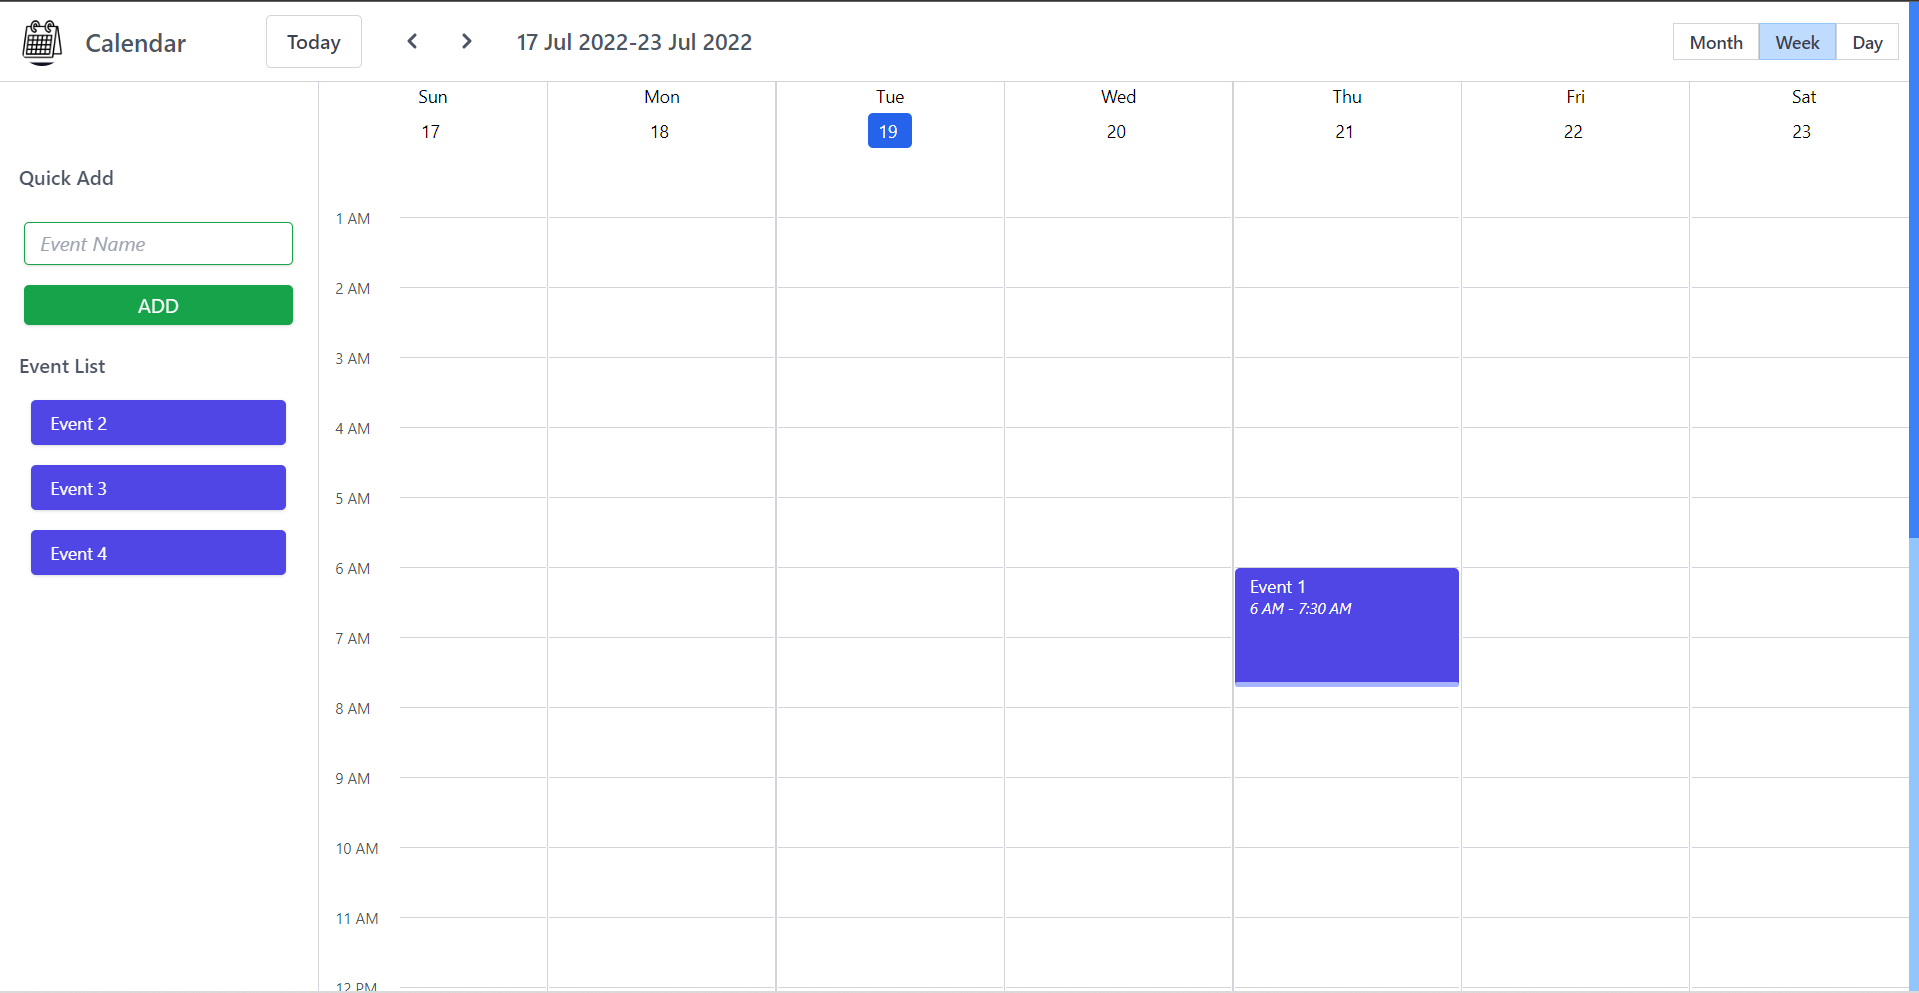 Calendar
Today
17 Jul 2022-23 Jul 2022
Month
Week
Day
Sun
Mon
Tue
Wed
Thu
Fri
Sat
17
18
19
20
21
22
23
Quick Add
Event Name
ADD
Event List
Event 2
Event 3
Event 4
1 AM
2 AM
3 AM
4 AM
5 AM
6 AM
Event 1
6 AM - 7:30 AM
7 AM
8 AM
9 AM
10 AM
11 AM
12 PM